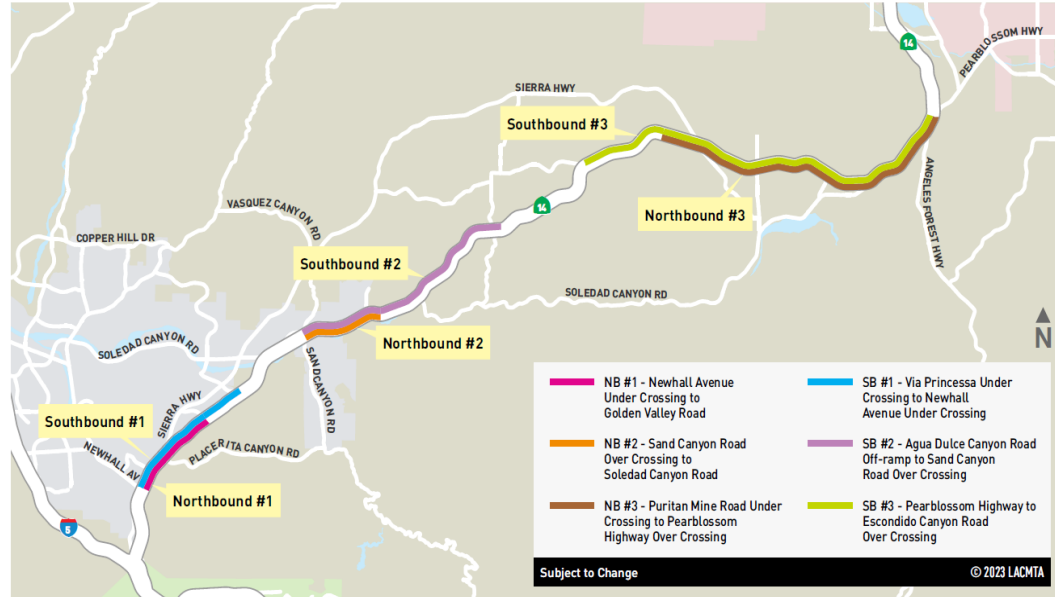 14
PEARBLOSSOM HWY
SIERRA HWY
Southbound #3
14
ANGELES FOREST HWY
Northbound #3
VASQUEZ CANYON RD
COPPER HILL DR
Southbound #2
SOLEDAD CANYON RD
SOLEDAD CANYON RD
Northbound #2
SAND CANYON RD
N
Southbound #1
SIERRA HWY
PLACERITA CANYON RD
NEWHALL AV
Northbound #1
5
NB #1 - Newhall Avenue
Under Crossing to
Golden Valley Road
SB #1 - Via Princessa Under
Crossing to Newhall
Avenue Under Crossing
NB #2 - Sand Canyon Road
Over Crossing to
Soledad Canyon Road
SB #2 - Agua Dulce Canyon Road
Off-ramp to Sand Canyon
Road Over Crossing
NB #3 - Puritan Mine Road Under
Crossing to Pearblossom
Highway Over Crossing
SB #3 - Pearblossom Highway to
Escondido Canyon Road
Over Crossing
Subject to Change
© 2023 LACMTA